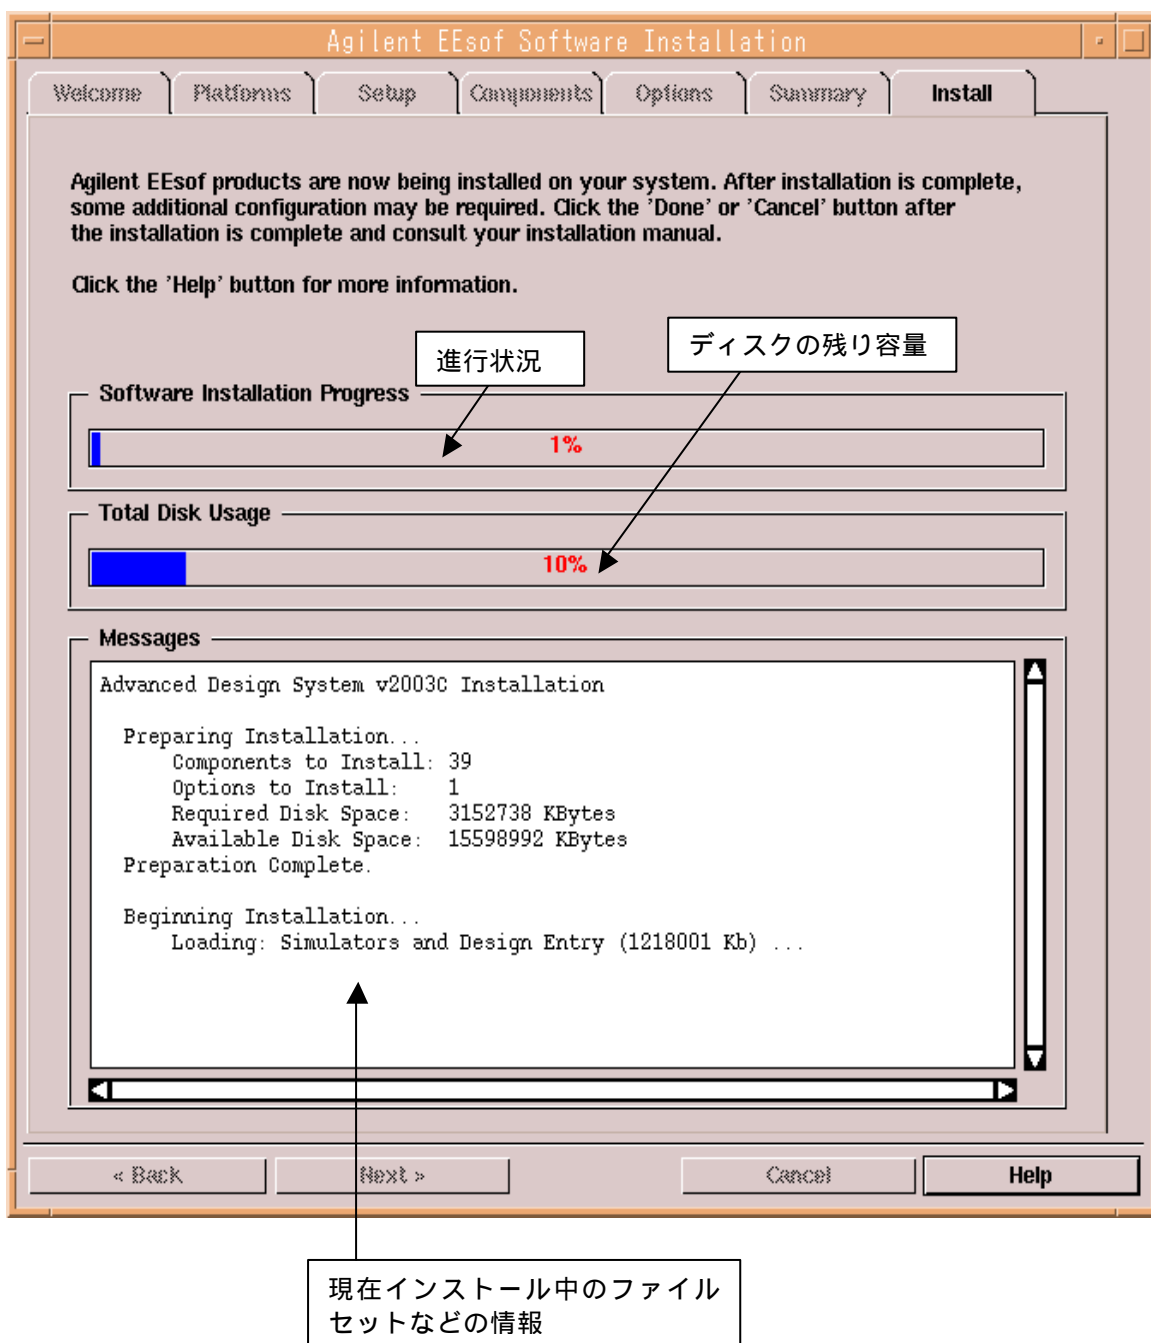 Agilent EEsof Software Installation
Welcome Platforms Setup Components Options Summary Install
Agilent EEsof products are now being installed on your system. After installation is complete,
some additional configuration may be required. Click the 'Done' or 'Cancel' button after
the installation is complete and consult your installation manual.
Click the 'Help' button for more information.
進行状況
ディスクの残り容量
Software Installation Progress
1%
Total Disk Usage
10%
Messages
Advanced Design System v2003C Installation
Preparing Installation...
Components to Install: 39
Options to Install: 1
Required Disk Space: 3152738 KBytes
Available Disk Space: 15598992 KBytes
Preparation Complete.
Beginning Installation...
Loading: Simulators and Design Entry (1218001 Kb) ...
« Back Next » Cancel Help
現在インストール中のファイル
セットなどの情報